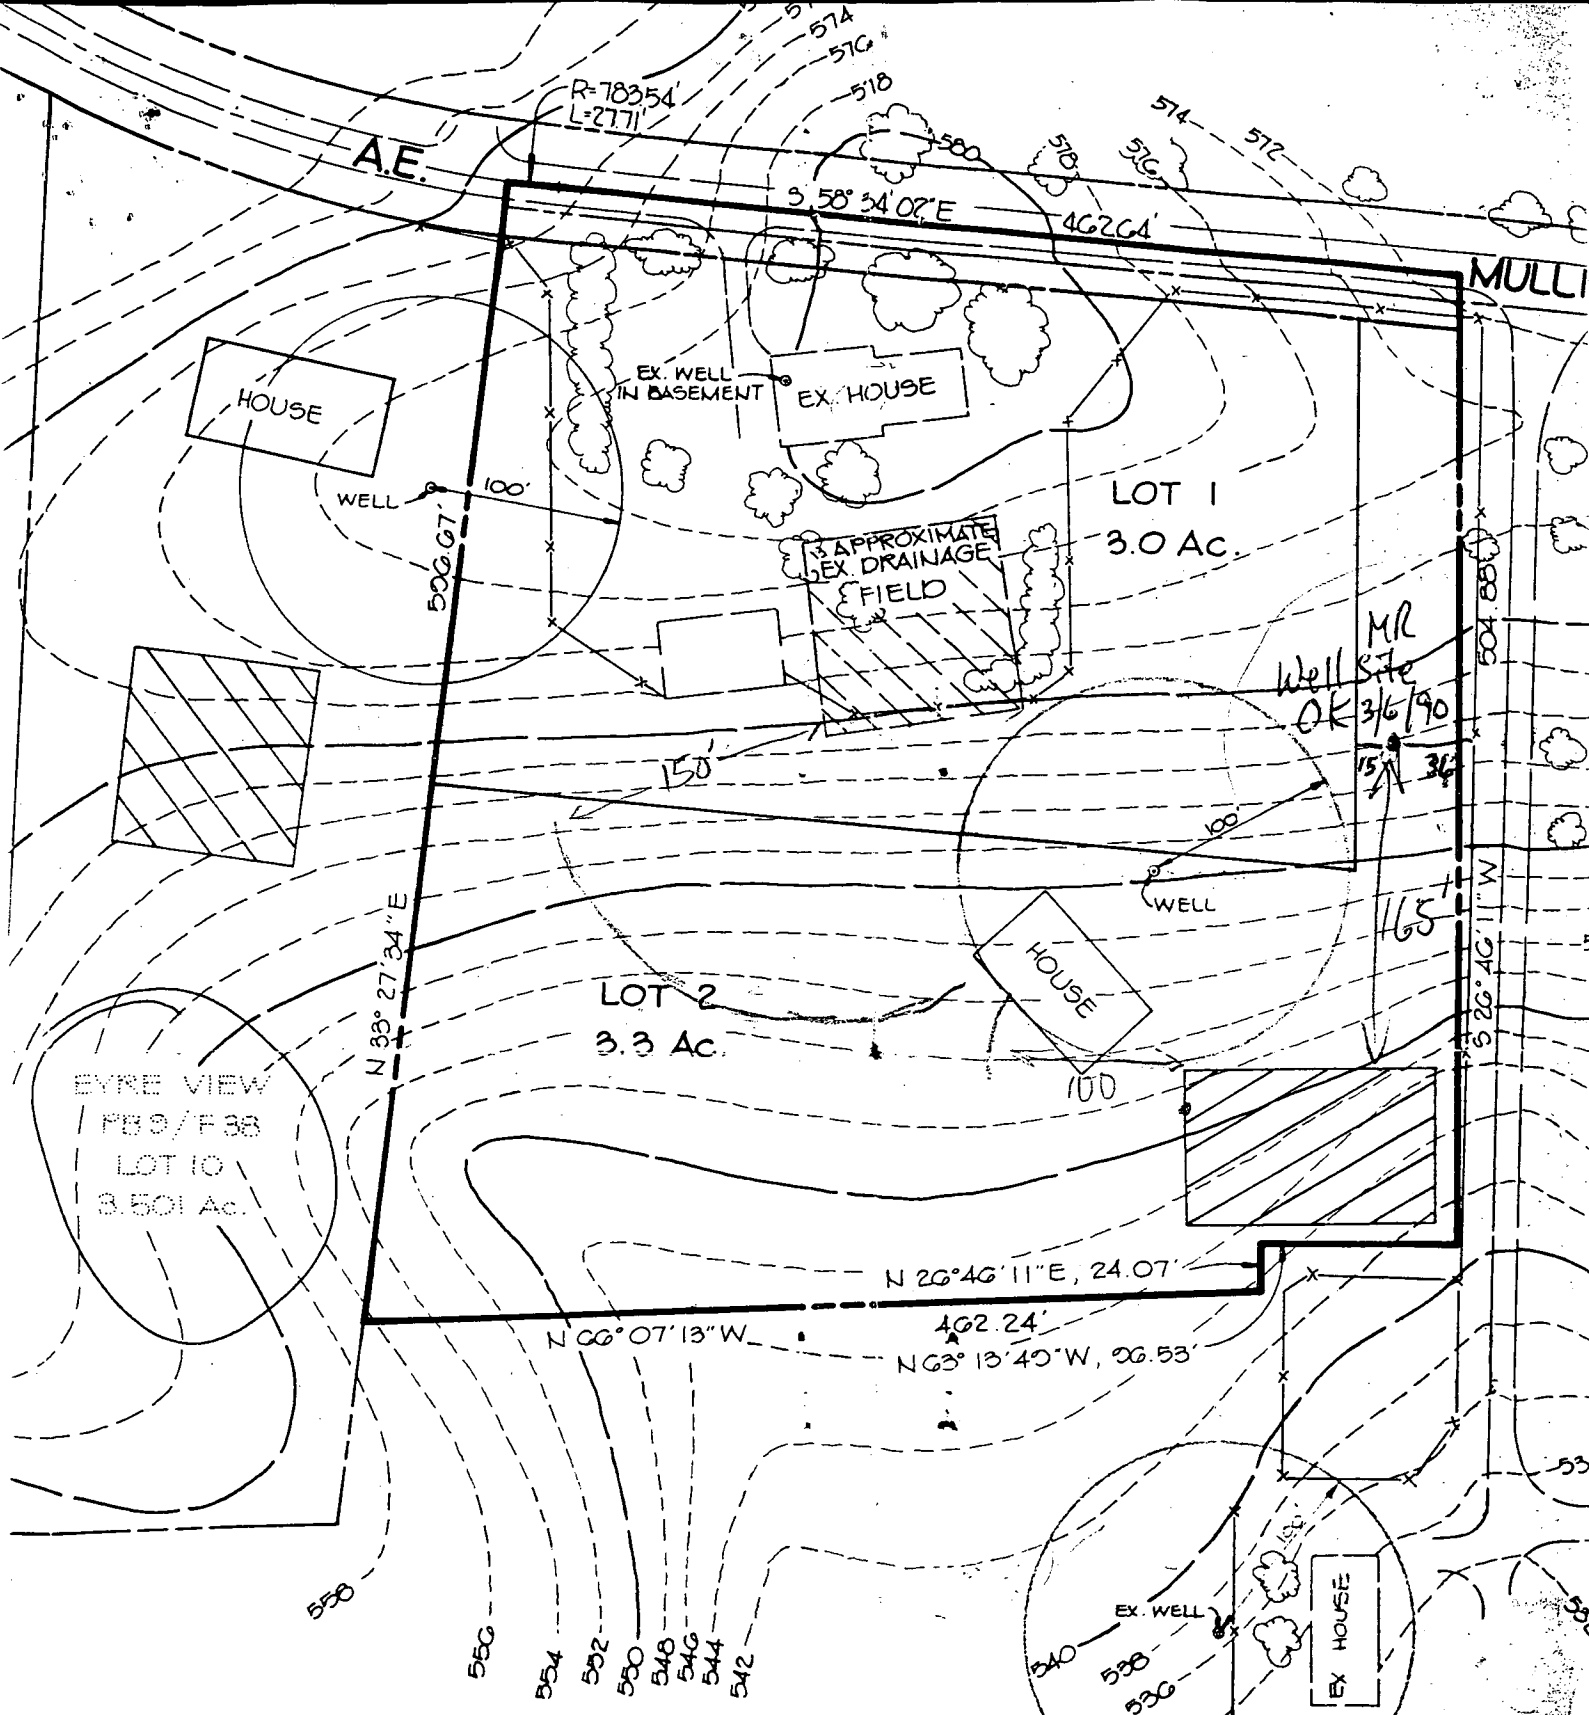 574
576
578
R=783.54'
L=27.71'
A.E.
580
578
576
574
572
S 58° 34' 02" E
462.64'
MULLI
HOUSE
EX. WELL
IN BASEMENT
EX. HOUSE
WELL
100'
596.67'
LOT 1
3.0 AC.
APPROXIMATE
EX. DRAINAGE
FIELD
504.88'
MR
Well Site
OK 3/6/90
15'
36'
150'
100'
WELL
165'
S 26° 46' 11" W
N 33° 27' 34" E
LOT 2
3.3 AC.
HOUSE
100
EYRE VIEW
PB 9 / F 38
LOT 10
3.501 AC.
N 26° 46' 11" E, 24.07'
N 66° 07' 13" W
462.24'
N 63° 13' 49" W, 96.53'
558
556
554
552
550
548
546
544
542
EX. WELL
100'
EX HOUSE
540
538
536